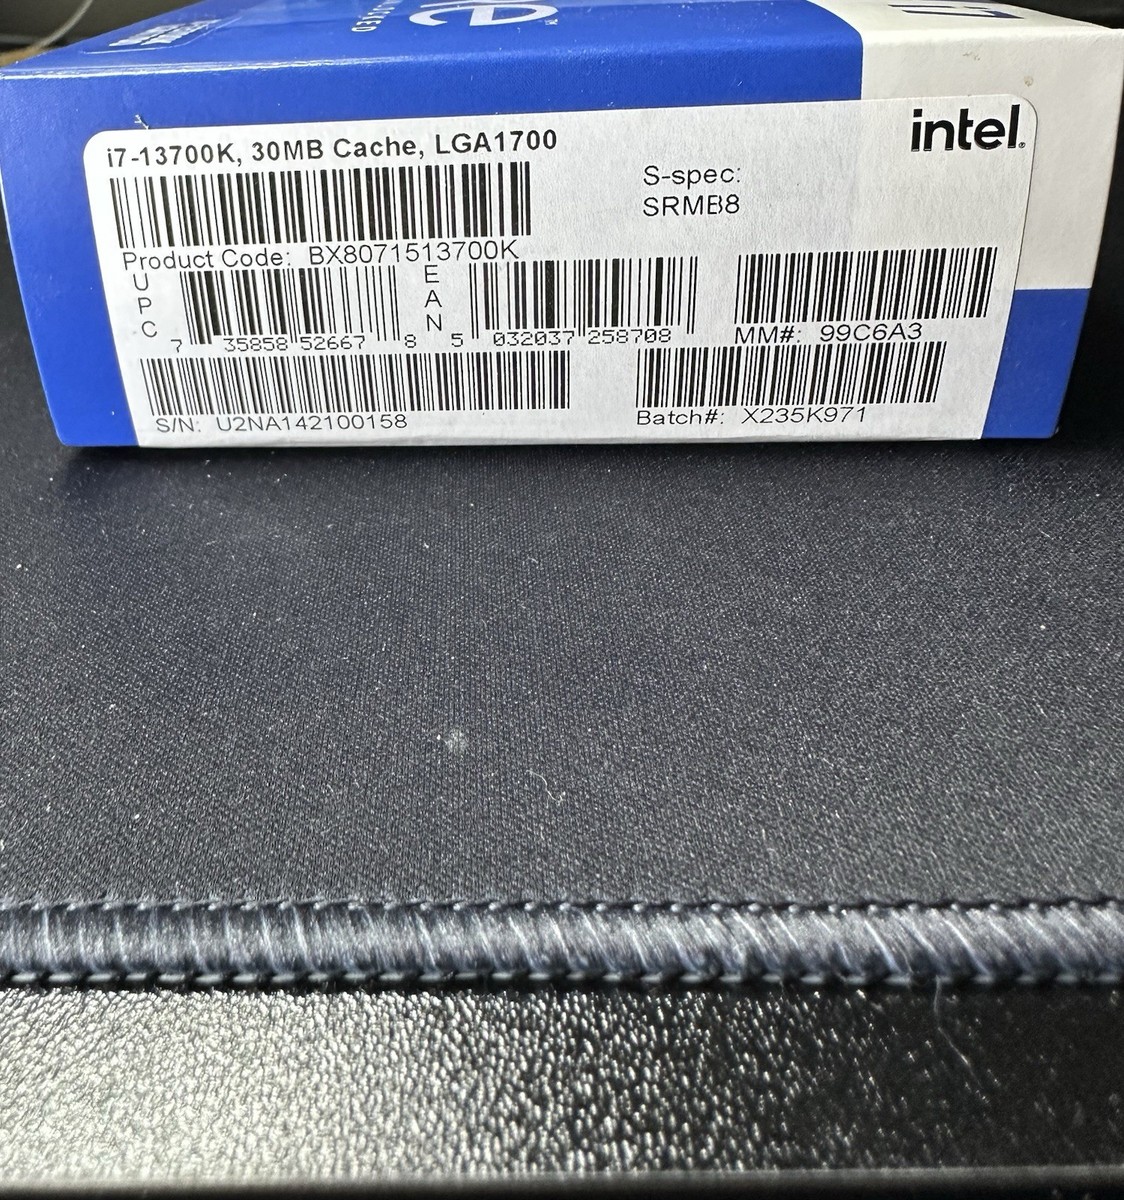 i7-13700K, 30MB Cache, LGA1700
intel.
S-spec:
SRMB8
Product Code: BX8071513700K
UPC
7 35858 52667 8
EAN
5 032037 258708
MM#: 99C6A3
S/N: U2NA142100158
Batch#: X235K971